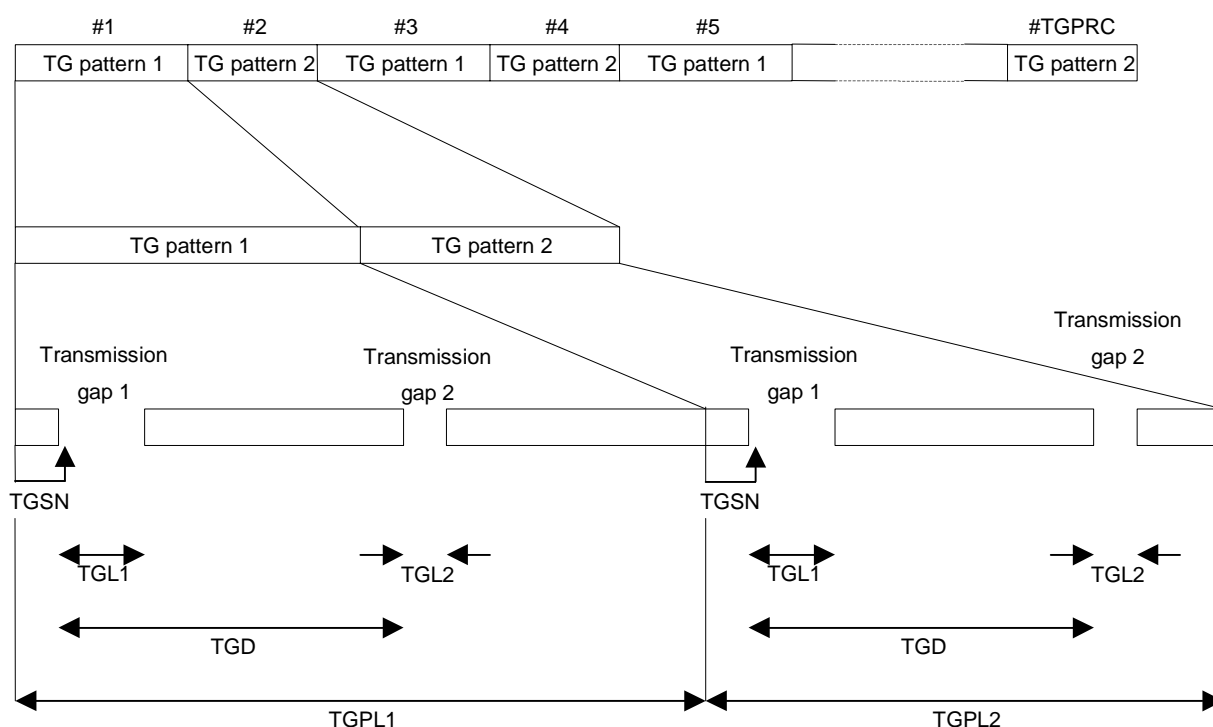 #1 #2 #3 #4 #5 #TGPRC
TG pattern 1 TG pattern 2 TG pattern 1 TG pattern 2 TG pattern 1 TG pattern 2
TG pattern 1 TG pattern 2
Transmission
gap 2
Transmission
gap 1
Transmission
gap 2
Transmission
gap 1
TGSN TGSN
TGL1 TGL2 TGL1 TGL2
TGD TGD
TGPL1 TGPL2